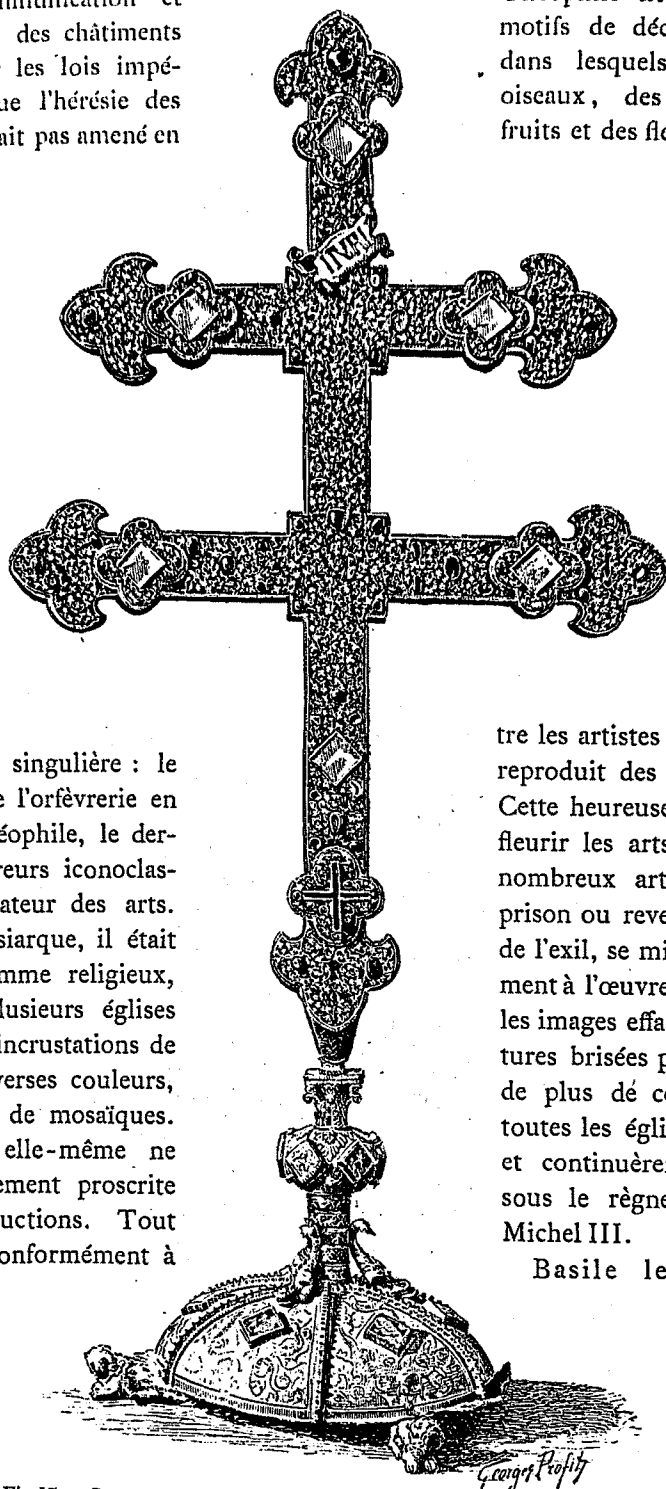 mmunication et
des châtiments
les lois impé-
ue l'hérésie des
ait pas amené en
motifs de déc
dans lesquels
oiseaux, des
fruits et des fle
INRI
singulière : le
e l'orfèvrerie en
éophile, le der-
reurs iconoclas-
ateur des arts.
siarque, il était
mme religieux,
lusieurs églises
incrustations de
verses couleurs,
de mosaïques.
elle-même ne
ement proscrite
uctions. Tout
onformément à
tre les artistes
reproduit des
Cette heureuse
fleurir les arts
nombreux art
prison ou reve
de l'exil, se mi
ment à l'œuvre
les images effa
tures brisées p
de plus dé co
toutes les égli
et continuère
sous le règne
Michel III.
Basile le
Georges Profit